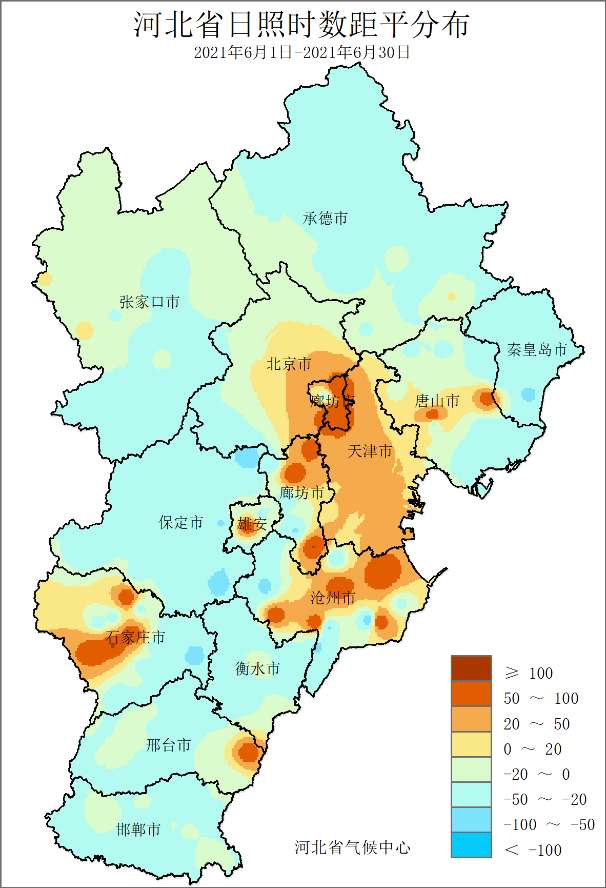 河北省日照时数距平分布
2021年6月1日-2021年6月30日
承德市
张家口市
秦皇岛市
北京市
廊坊市
唐山市
天津市
廊坊市
保定市
雄安
沧州市
石家庄市
衡水市
邢台市
邯郸市
≥ 100
50 ～ 100
20 ～ 50
0 ～ 20
-20 ～ 0
-50 ～ -20
-100 ～ -50
< -100
河北省气候中心